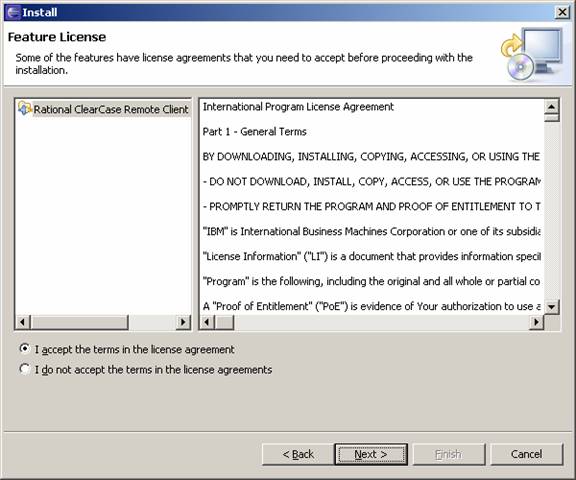 Install
Feature License
Some of the features have license agreements that you need to accept before proceeding with the
installation.
Rational ClearCase Remote Client
International Program License Agreement
Part 1 - General Terms
BY DOWNLOADING, INSTALLING, COPYING, ACCESSING, OR USING THE
- DO NOT DOWNLOAD, INSTALL, COPY, ACCESS, OR USE THE PROGRAM
- PROMPTLY RETURN THE PROGRAM AND PROOF OF ENTITLEMENT TO T
"IBM" is International Business Machines Corporation or one of its subsidia
"License Information" ("LI") is a document that provides information specif
"Program" is the following, including the original and all whole or partial co
A "Proof of Entitlement" ("PoE") is evidence of Your authorization to use a
I accept the terms in the license agreement
I do not accept the terms in the license agreements
< Back
Next >
Finish
Cancel